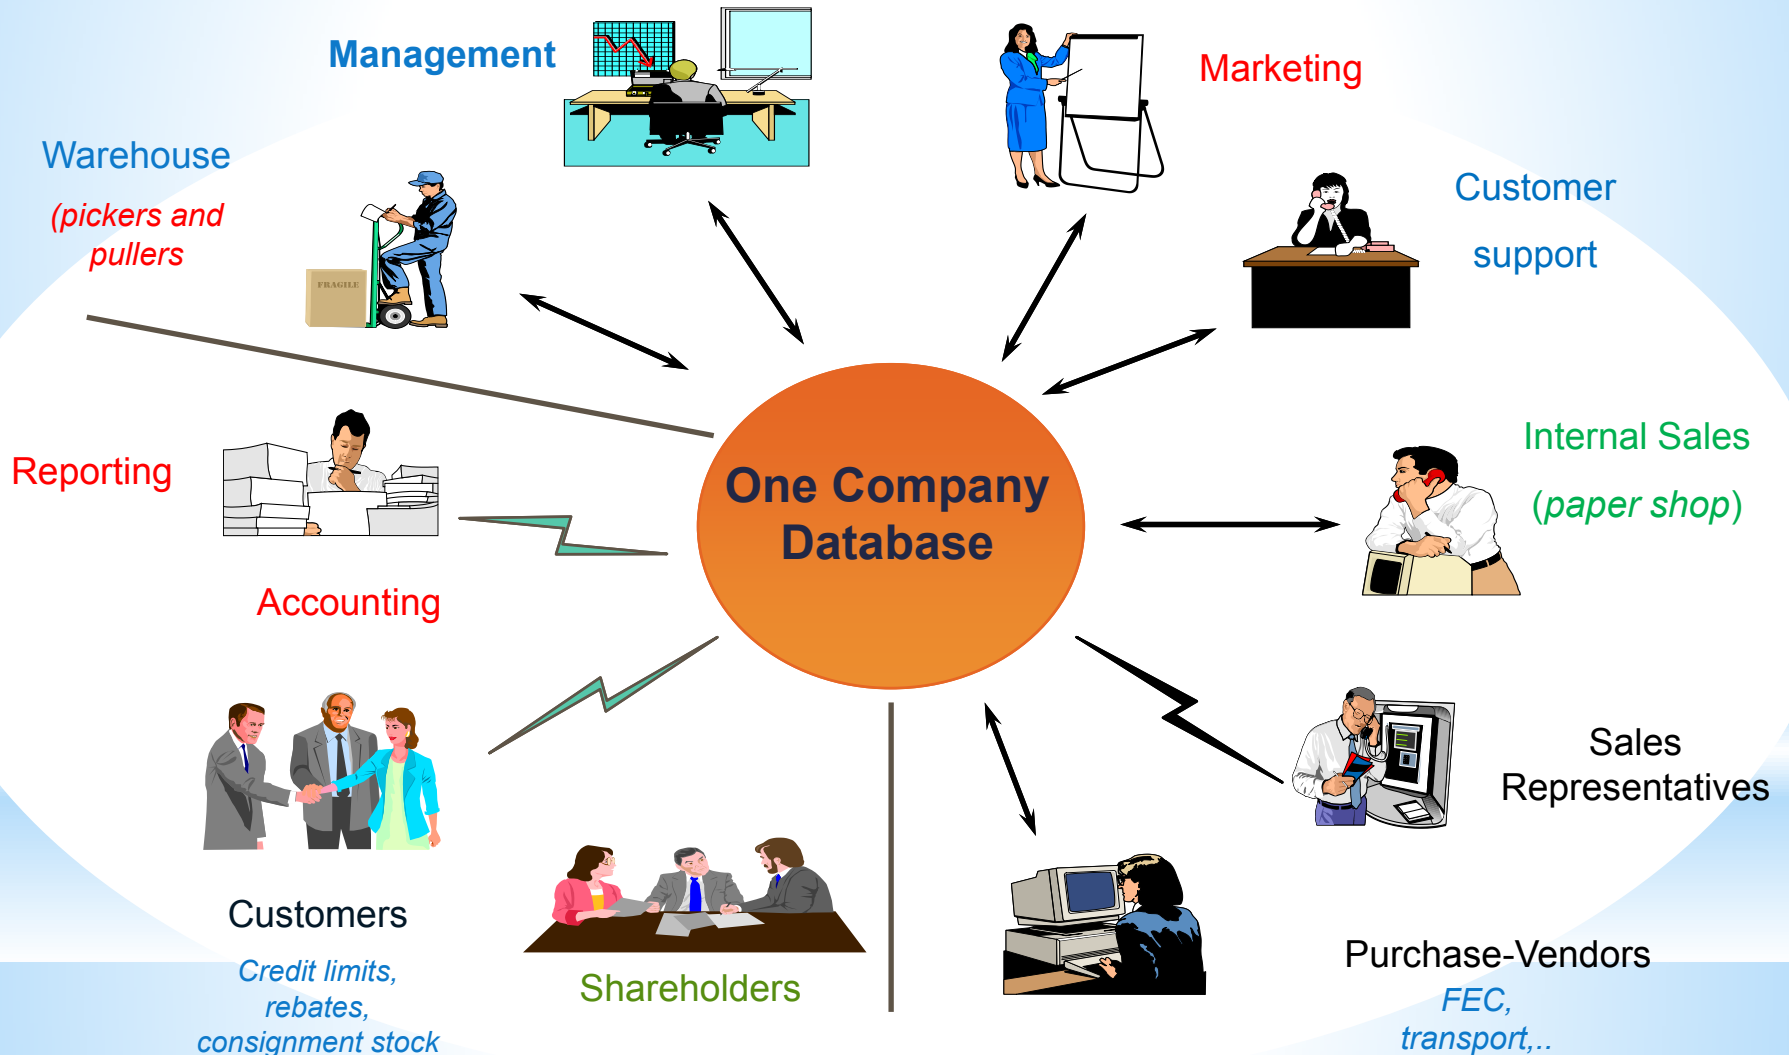 Management
Marketing
Warehouse
(pickers and
pullers
Customer
support
FRAGILE
Reporting
Accounting
One Company
Database
Internal Sales
(paper shop)
Sales
Representatives
Customers
Credit limits,
rebates,
consignment stock
Shareholders
Purchase-Vendors
FEC,
transport,..